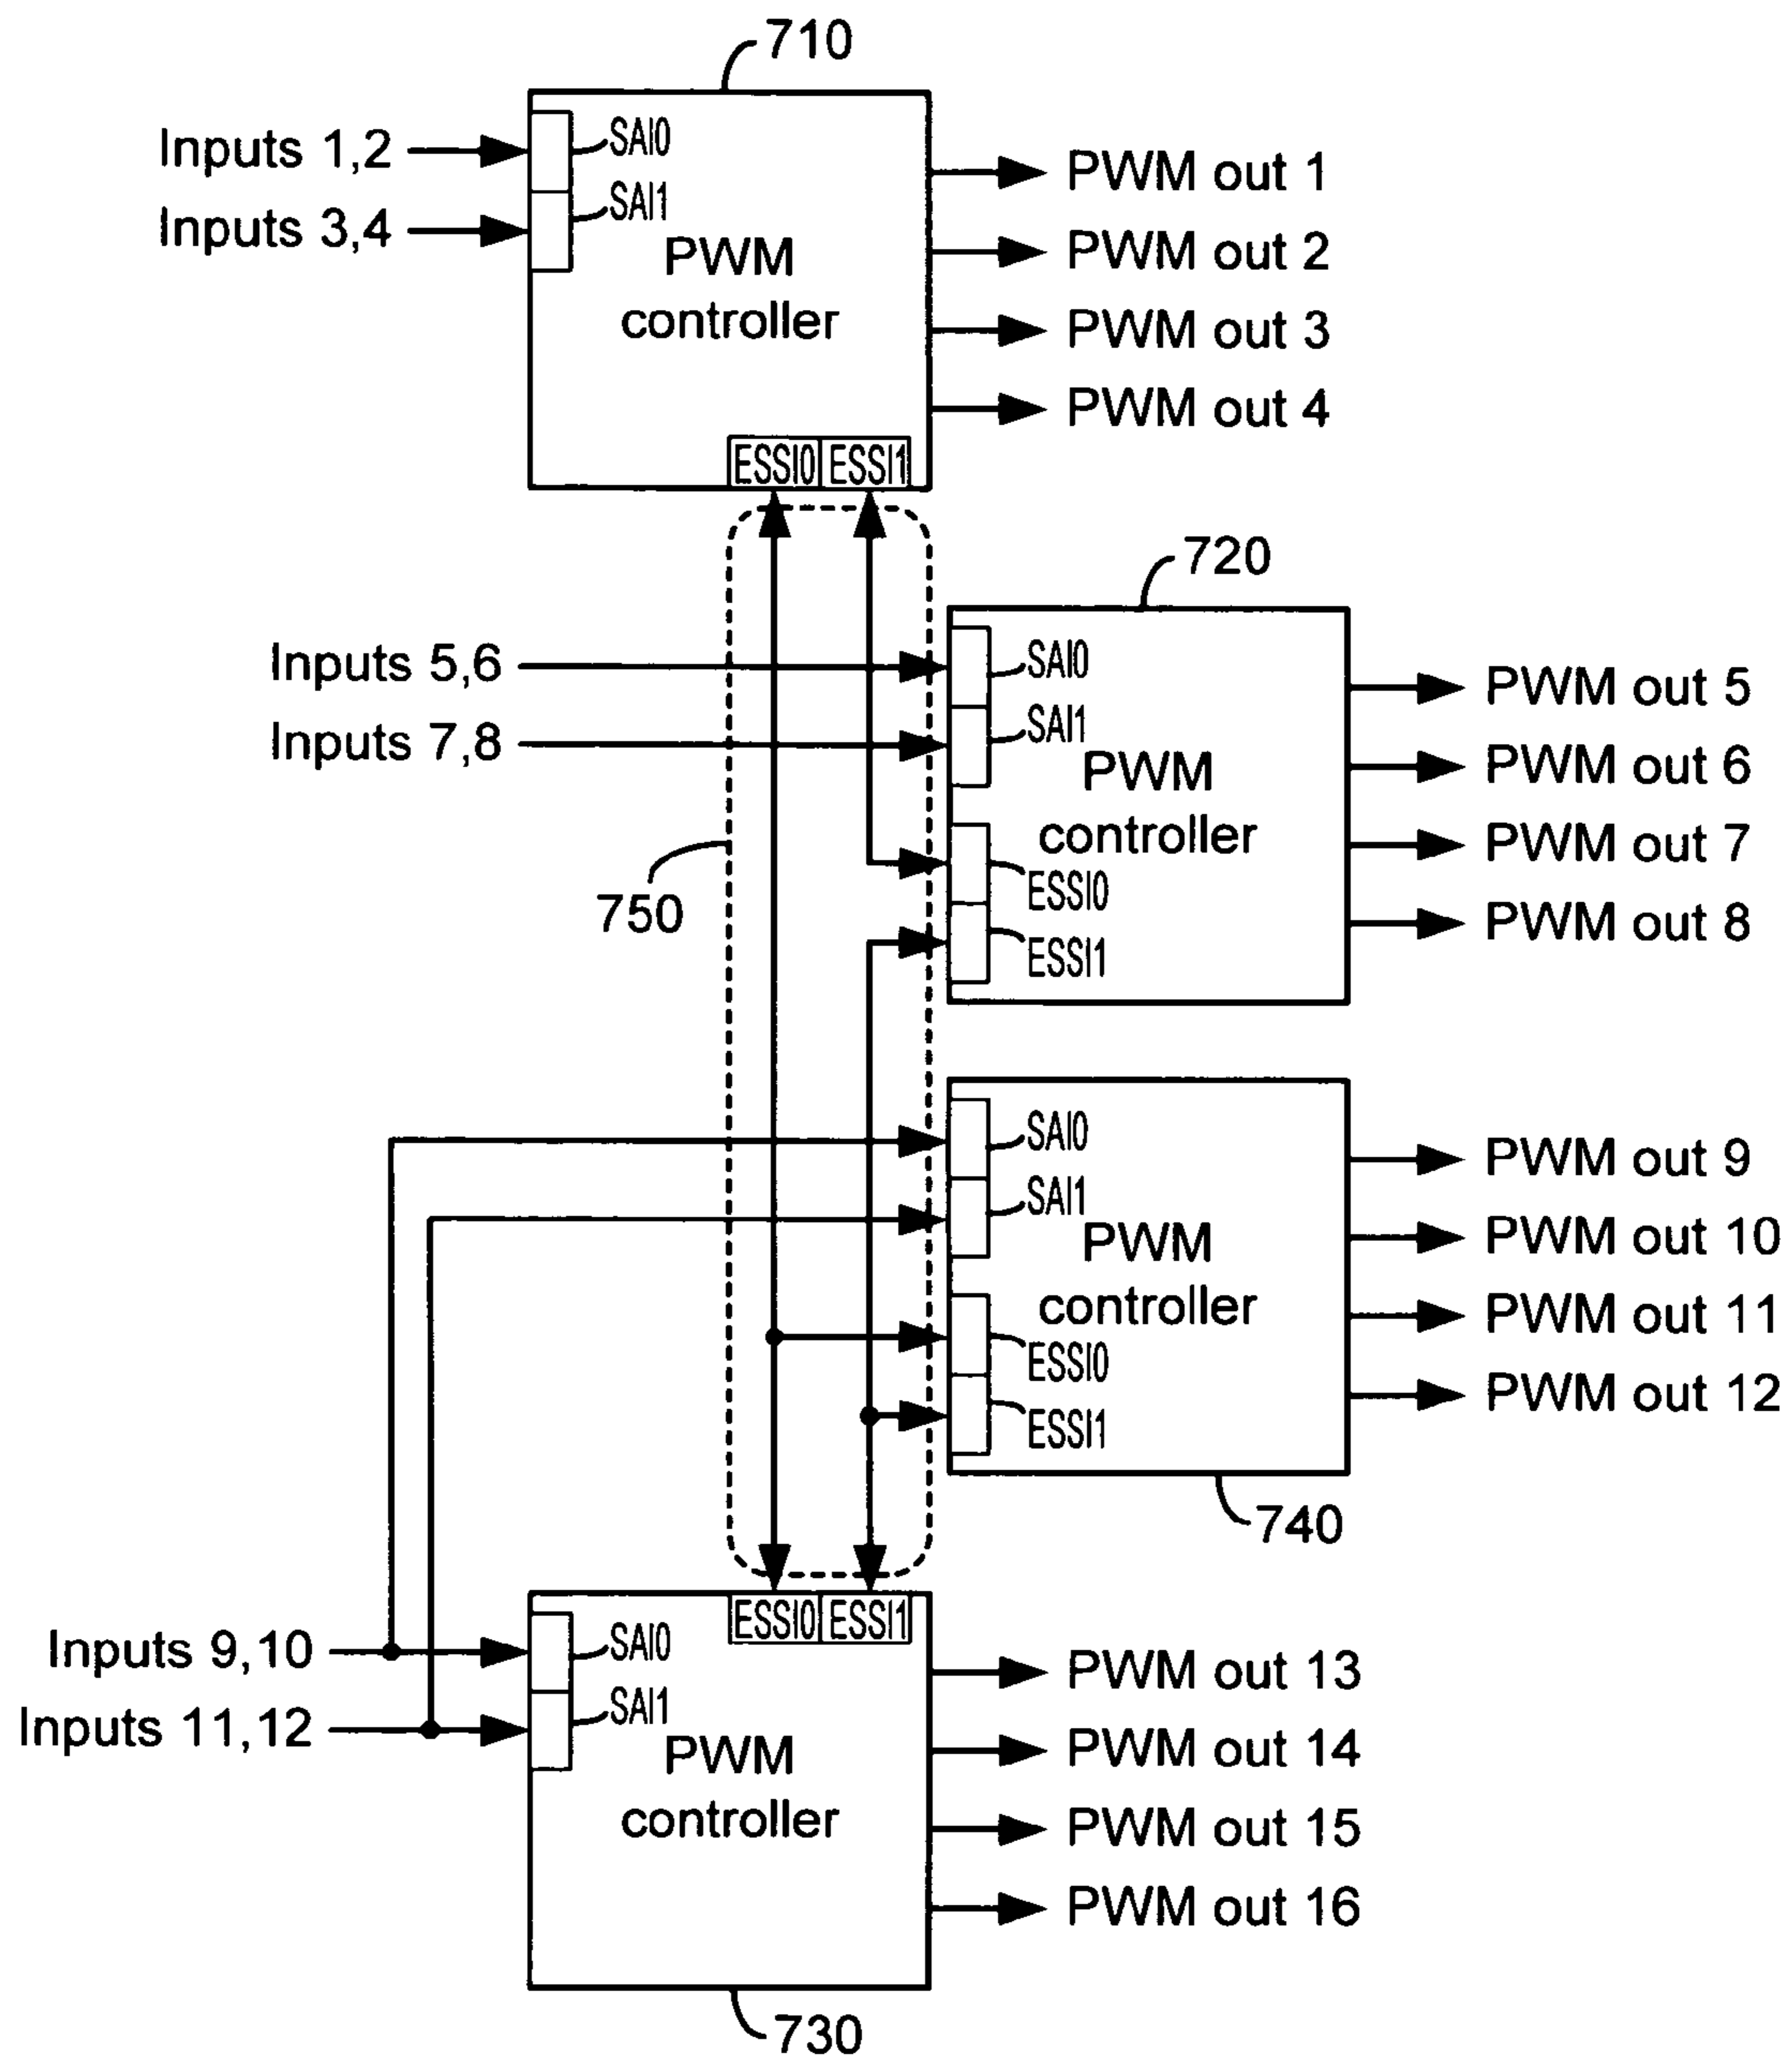 710
Inputs 1,2
SAI0
PWM out 1
Inputs 3,4
SAI1
PWM out 2
PWM
controller
PWM out 3
PWM out 4
ESSI0
ESSI1
720
Inputs 5,6
SAI0
PWM out 5
Inputs 7,8
SAI1
PWM out 6
PWM
controller
PWM out 7
750
ESSI0
PWM out 8
ESSI1
SAI0
PWM out 9
SAI1
PWM out 10
PWM
controller
PWM out 11
ESSI0
PWM out 12
ESSI1
740
ESSI0
ESSI1
Inputs 9,10
SAI0
PWM out 13
Inputs 11,12
SAI1
PWM out 14
PWM
controller
PWM out 15
PWM out 16
730